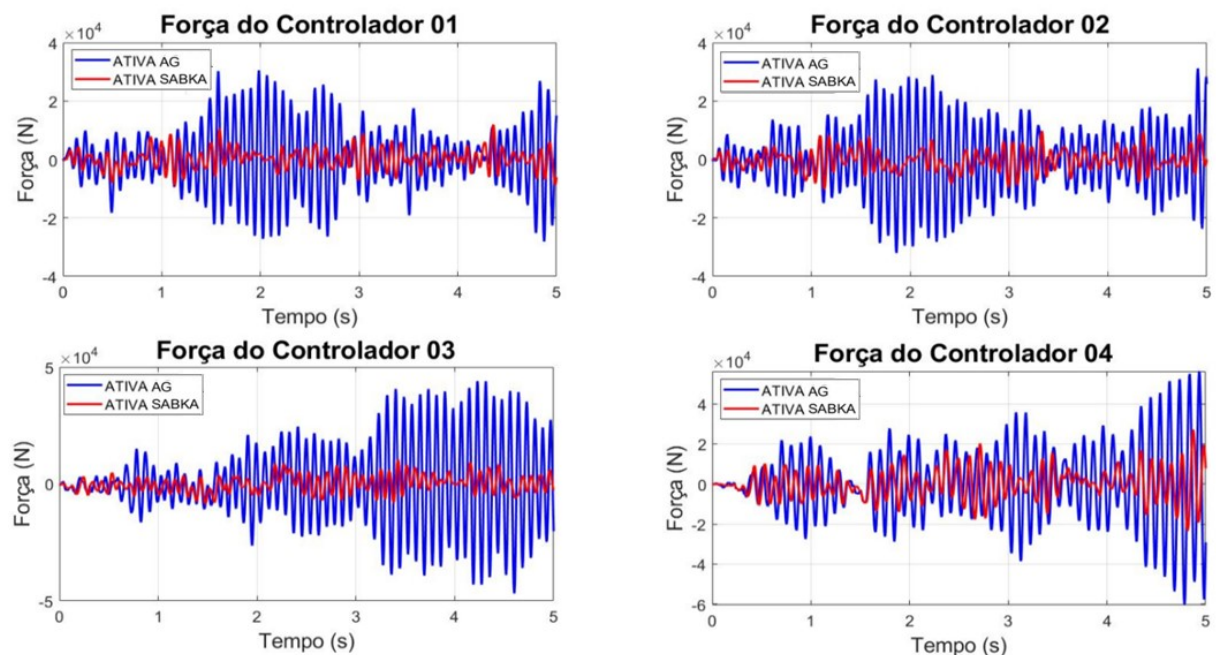 Força do Controlador 01
×10⁴
ATIVA AG
ATIVA SABKA
Força (N)
4
2
0
-2
-4
0 1 2 3 4 5
Tempo (s)
Força do Controlador 02
×10⁴
ATIVA AG
ATIVA SABKA
Força (N)
4
2
0
-2
-4
0 1 2 3 4 5
Tempo (s)
Força do Controlador 03
×10⁴
ATIVA AG
ATIVA SABKA
Força (N)
5
0
-5
0 1 2 3 4 5
Tempo (s)
Força do Controlador 04
×10⁴
ATIVA AG
ATIVA SABKA
Força (N)
4
2
0
-2
-4
-6
0 1 2 3 4 5
Tempo (s)